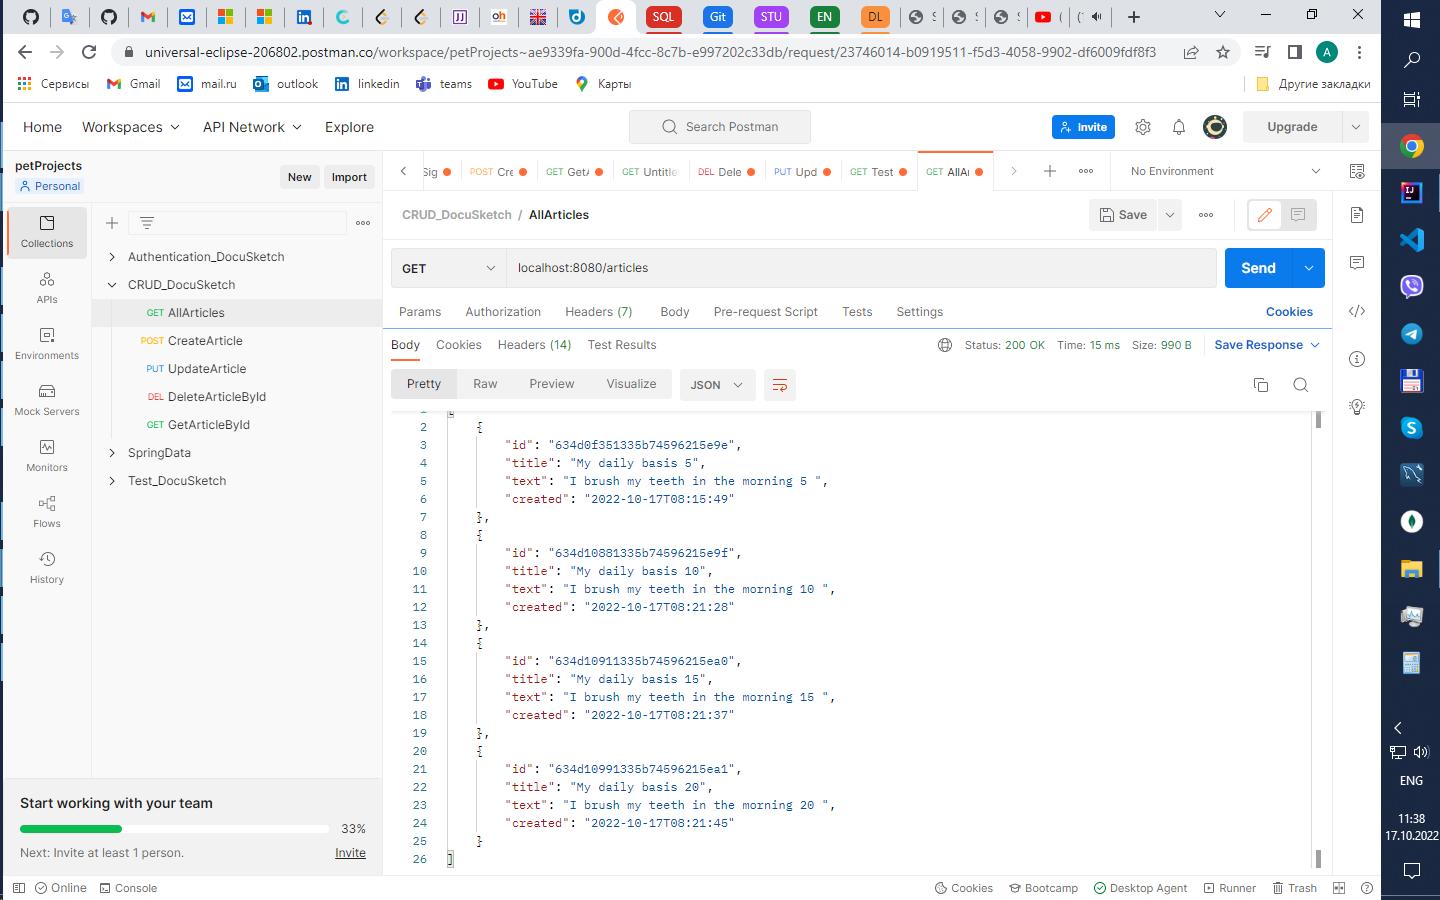 SQL
Git
STU
EN
DL
universal-eclipse-206802.postman.co/workspace/petProjects~ae9339fa-900d-4fcc-8c7b-e997202c33db/request/23746014-b0919511-f5d3-4058-9902-df6009fdf8f3
A
Сервисы Gmail mail.ru outlook linkedin teams YouTube Карты Другие закладки
Home Workspaces API Network Explore Search Postman Invite Upgrade
petProjects
Personal
New Import
Sig POST Cre GET GetA GET Untitle DEL Dele PUT Upd GET Test GET AllAr No Environment
Collections
APIs
Environments
Mock Servers
Monitors
Flows
History
Authentication_DocuSketch
CRUD_DocuSketch
GET AllArticles
POST CreateArticle
PUT UpdateArticle
DEL DeleteArticleById
GET GetArticleById
SpringData
Test_DocuSketch
CRUD_DocuSketch / AllArticles Save
GET localhost:8080/articles Send
Params Authorization Headers (7) Body Pre-request Script Tests Settings Cookies
Body Cookies Headers (14) Test Results Status: 200 OK Time: 15 ms Size: 990 B Save Response
Pretty Raw Preview Visualize JSON
1 [
2 {
3 "id": "634d0f351335b74596215e9e",
4 "title": "My daily basis 5",
5 "text": "I brush my teeth in the morning 5 ",
6 "created": "2022-10-17T08:15:49"
7 },
8 {
9 "id": "634d10881335b74596215e9f",
10 "title": "My daily basis 10",
11 "text": "I brush my teeth in the morning 10 ",
12 "created": "2022-10-17T08:21:28"
13 },
14 {
15 "id": "634d10911335b74596215ea0",
16 "title": "My daily basis 15",
17 "text": "I brush my teeth in the morning 15 ",
18 "created": "2022-10-17T08:21:37"
19 },
20 {
21 "id": "634d10991335b74596215ea1",
22 "title": "My daily basis 20",
23 "text": "I brush my teeth in the morning 20 ",
24 "created": "2022-10-17T08:21:45"
25 }
26 ]
Start working with your team
33%
Next: Invite at least 1 person. Invite
Online Console Cookies Bootcamp Desktop Agent Runner Trash
ENG
11:38
17.10.2022